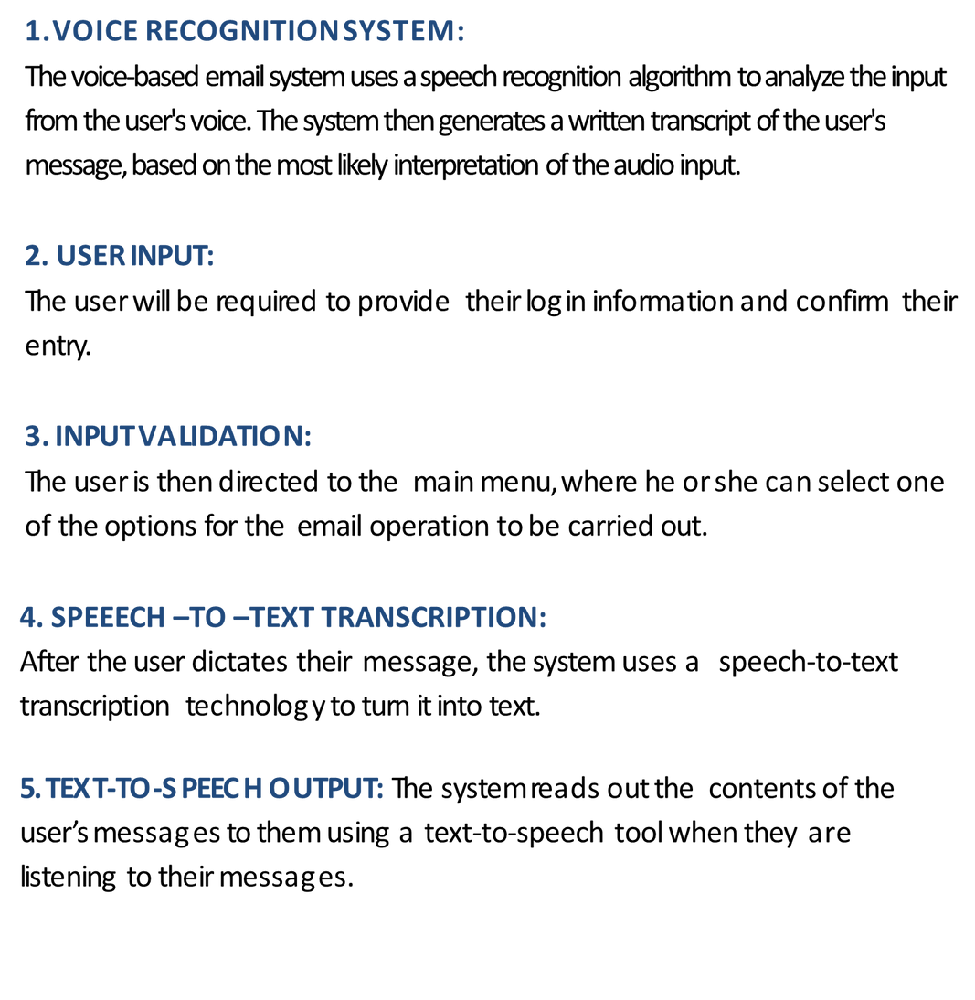 1.VOICE RECOGNITION SYSTEM:
The voice-based email system uses a speech recognition algorithm to analyze the input
from the user's voice. The system then generates a written transcript of the user's
message, based on the most likely interpretation of the audio input.
2. USER INPUT:
The user will be required to provide their login information and confirm their
entry.
3. INPUT VALIDATION:
The user is then directed to the main menu, where he or she can select one
of the options for the email operation to be carried out.
4. SPEEECH –TO –TEXT TRANSCRIPTION:
After the user dictates their message, the system uses a speech-to-text
transcription technology to turn it into text.
5. TEXT-TO-SPEECH OUTPUT: The system reads out the contents of the
user’s messages to them using a text-to-speech tool when they are
listening to their messages.